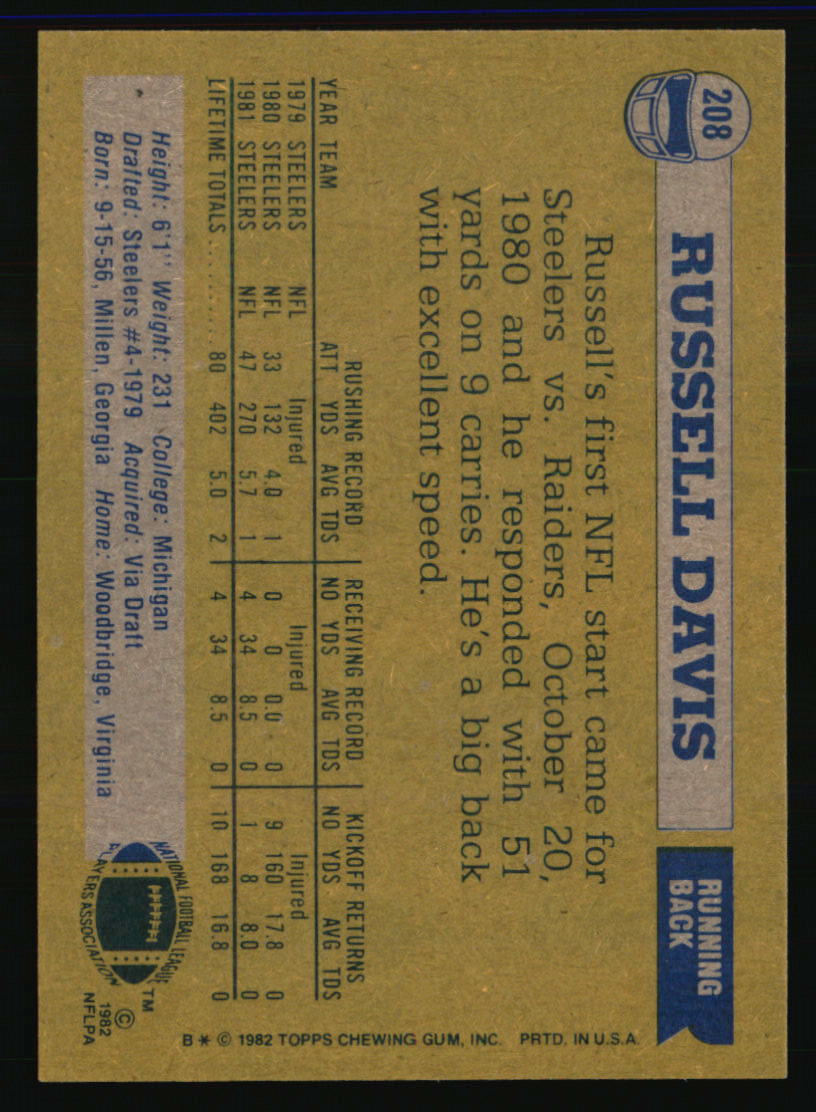 208
RUSSELL DAVIS
RUNNING
BACK
Russell's first NFL start came for
Steelers vs. Raiders, October 20,
1980 and he responded with 51
yards on 9 carries. He's a big back
with excellent speed.
RUSHING RECORD RECEIVING RECORD KICKOFF RETURNS
YEAR TEAM ATT YDS AVG TDS NO YDS AVG TDS NO YDS AVG TDS
1979 STEELERS NFL Injured Injured Injured
1980 STEELERS NFL 33 132 4.0 1 0 0 0.0 0 9 160 17.8 0
1981 STEELERS NFL 47 270 5.7 1 4 34 8.5 0 1 8 8.0 0
LIFETIME TOTALS .......... 80 402 5.0 2 4 34 8.5 0 10 168 16.8 0
Height: 6'1'' Weight: 231 College: Michigan
Drafted: Steelers #4-1979 Acquired: Via Draft
Born: 9-15-56, Millen, Georgia Home: Woodbridge, Virginia
NATIONAL FOOTBALL LEAGUE
PLAYERS
PLAYERS ASSOCIATION
TM
©
1982
NFLPA
B * © 1982 TOPPS CHEWING GUM, INC. PRTD. IN U.S.A.